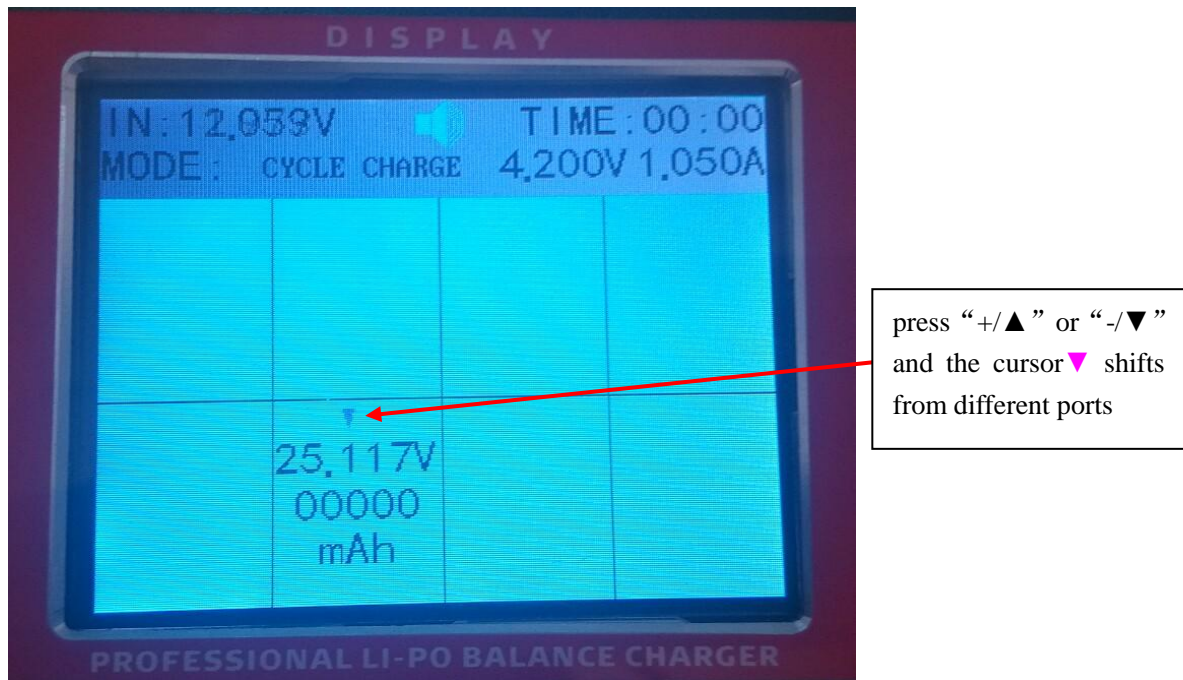 DISPLAY
IN:12.059V TIME:00:00
MODE: CYCLE CHARGE 4.200V 1.050A
25.117V
00000
mAh
PROFESSIONAL LI-PO BALANCE CHARGER
press “+/▲” or “-/▼”
and the cursor▼ shifts
from different ports